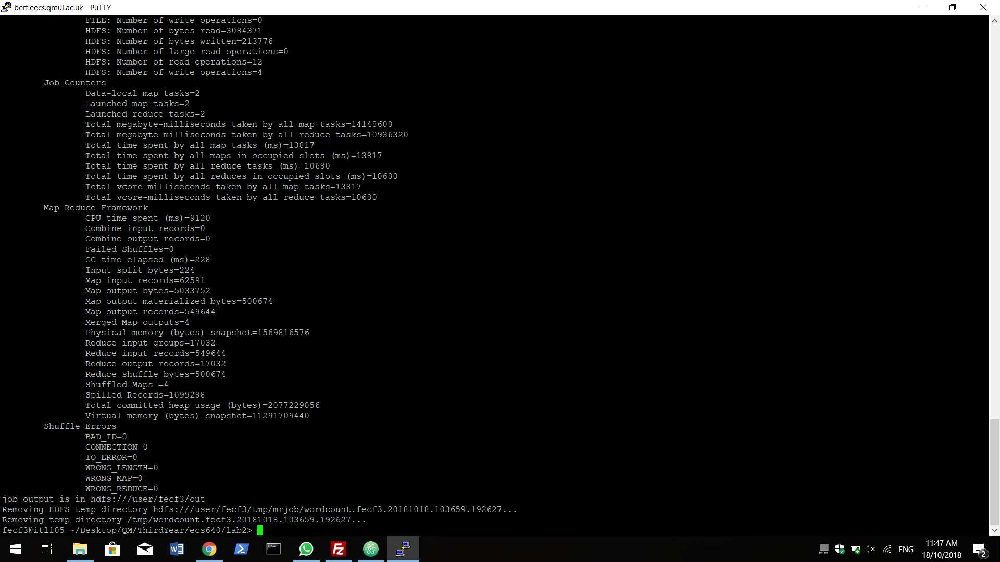 bert.eecs.qmul.ac.uk - PuTTY
FILE: Number of write operations=0
HDFS: Number of bytes read=3084371
HDFS: Number of bytes written=213776
HDFS: Number of large read operations=0
HDFS: Number of read operations=12
HDFS: Number of write operations=4
Job Counters
Data-local map tasks=2
Launched map tasks=2
Launched reduce tasks=2
Total megabyte-milliseconds taken by all map tasks=14148608
Total megabyte-milliseconds taken by all reduce tasks=10936320
Total time spent by all map tasks (ms)=13817
Total time spent by all maps in occupied slots (ms)=13817
Total time spent by all reduce tasks (ms)=10680
Total time spent by all reduces in occupied slots (ms)=10680
Total vcore-milliseconds taken by all map tasks=13817
Total vcore-milliseconds taken by all reduce tasks=10680
Map-Reduce Framework
CPU time spent (ms)=9120
Combine input records=0
Combine output records=0
Failed Shuffles=0
GC time elapsed (ms)=228
Input split bytes=224
Map input records=62591
Map output bytes=5033752
Map output materialized bytes=500674
Map output records=549644
Merged Map outputs=4
Physical memory (bytes) snapshot=1569816576
Reduce input groups=17032
Reduce input records=549644
Reduce output records=17032
Reduce shuffle bytes=500674
Shuffled Maps =4
Spilled Records=1099288
Total committed heap usage (bytes)=2077229056
Virtual memory (bytes) snapshot=11291709440
Shuffle Errors
BAD_ID=0
CONNECTION=0
IO_ERROR=0
WRONG_LENGTH=0
WRONG_MAP=0
WRONG_REDUCE=0
job output is in hdfs:///user/fecf3/out
Removing HDFS temp directory hdfs:///user/fecf3/tmp/mrjob/wordcount.fecf3.20181018.103659.192627...
Removing temp directory /tmp/wordcount.fecf3.20181018.103659.192627...
fecf3@itl105 ~/Desktop/QM/ThirdYear/ecs640/lab2>
ENG
11:47 AM
18/10/2018
2